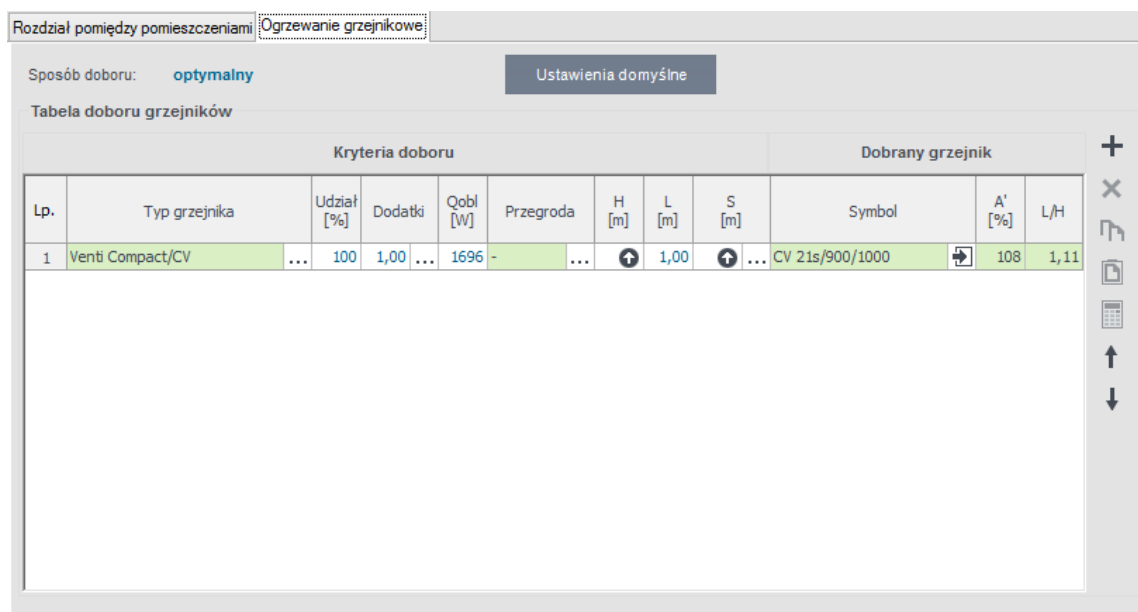 Rozdział pomiędzy pomieszczeniami Ogrzewanie grzejnikowe
Sposób doboru: optymalny Ustawienia domyślne
Tabela doboru grzejników
Kryteria doboru Dobrany grzejnik
Lp. Typ grzejnika Udział [%] Dodatki Qobl [W] Przegroda H [m] L [m] S [m] Symbol A' [%] L/H
1 Venti Compact/CV ... 100 1,00 ... 1696 - ... 1,00 ... CV 21s/900/1000 108 1,11